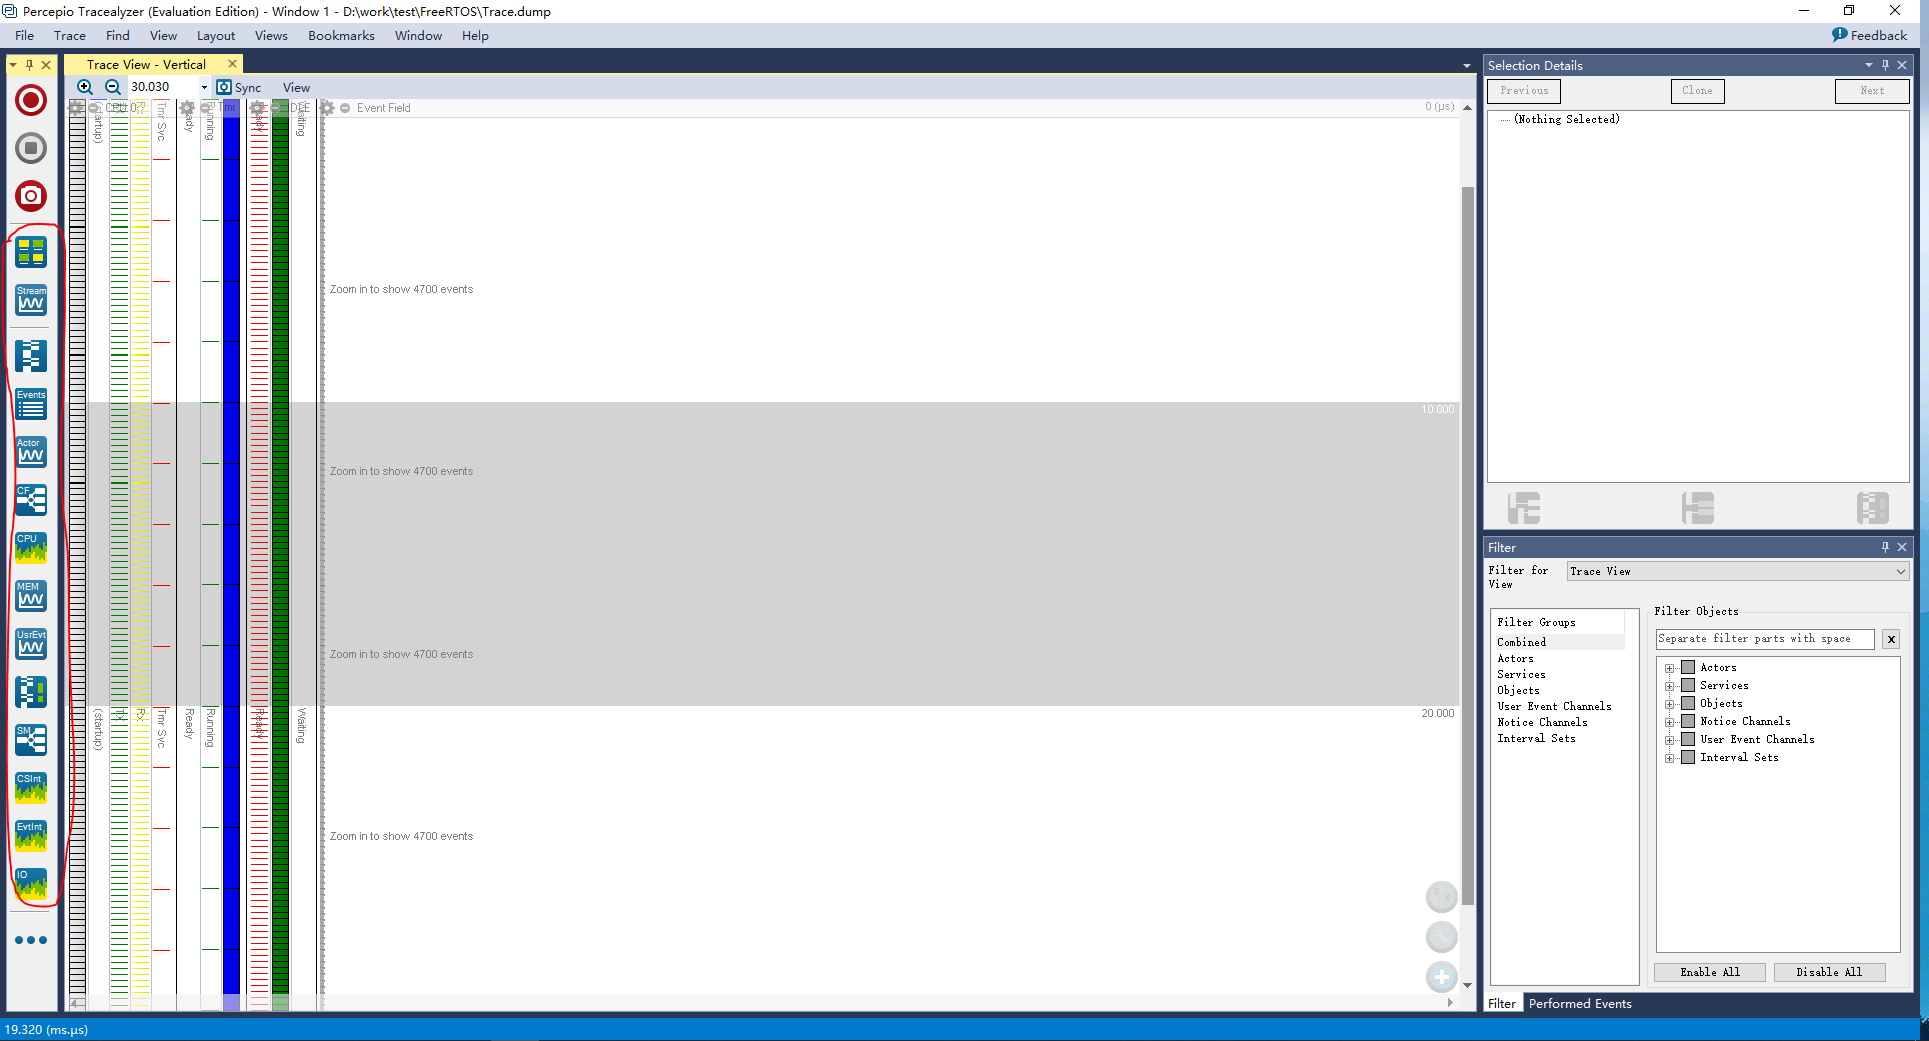 Percepio Tracealyzer (Evaluation Edition) - Window 1 - D:\work\test\FreeRTOS\Trace.dump
File Trace Find View Layout Views Bookmarks Window Help
Feedback
Trace View - Vertical
30.030 Sync View
(startup)
TX
Rx
Tmr Svc
Ready
Running
Tmr
Ready
Waiting
Event Field
0 (µs)
Zoom in to show 4700 events
10.000
Zoom in to show 4700 events
Zoom in to show 4700 events
(startup)
TX
Rx
Tmr Svc
Ready
Running
Ready
Waiting
20.000
Zoom in to show 4700 events
Stream
Events
Actor
CF
CPU
MEM
UsrEvt
SM
CSInt
EvtInt
IO
Selection Details
Previous Clone Next
(Nothing Selected)
Filter
Filter for View
Trace View
Filter Groups
Combined
Actors
Services
Objects
User Event Channels
Notice Channels
Interval Sets
Filter Objects
Separate filter parts with space
x
Actors
Services
Objects
Notice Channels
User Event Channels
Interval Sets
Enable All Disable All
Filter Performed Events
19.320 (ms.µs)